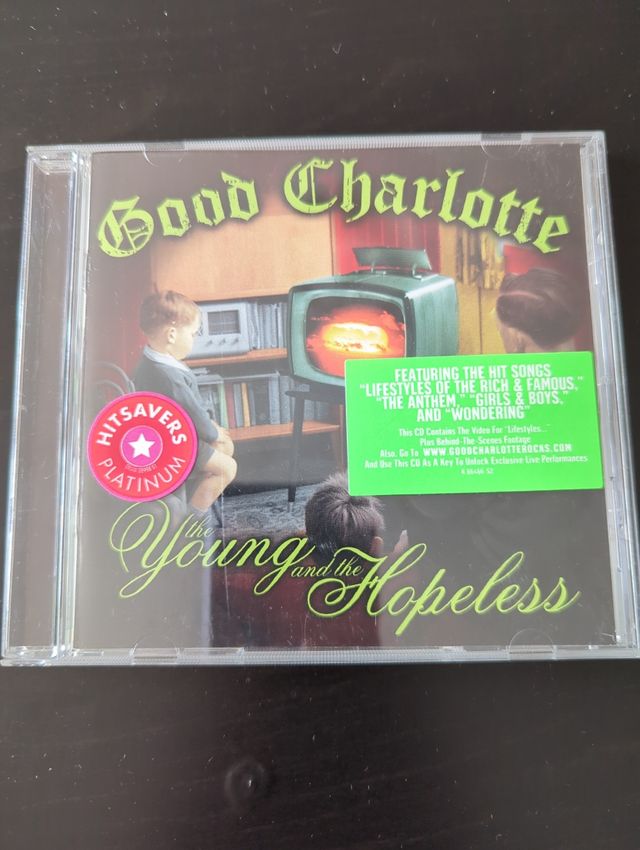 Good Charlotte
FEATURING THE HIT SONGS
"LIFESTYLES OF THE RICH & FAMOUS,"
"THE ANTHEM," "GIRLS & BOYS,"
AND "WONDERING"
This CD Contains The Video For "Lifestyles..."
Plus Behind-The-Scenes Footage
Also, Go To WWW.GOODCHARLOTTEROCKS.COM
And Use This CD As A Key To Unlock Exclusive Live Performances
HITSAVERS
PLATINUM
the
Young and the Hopeless